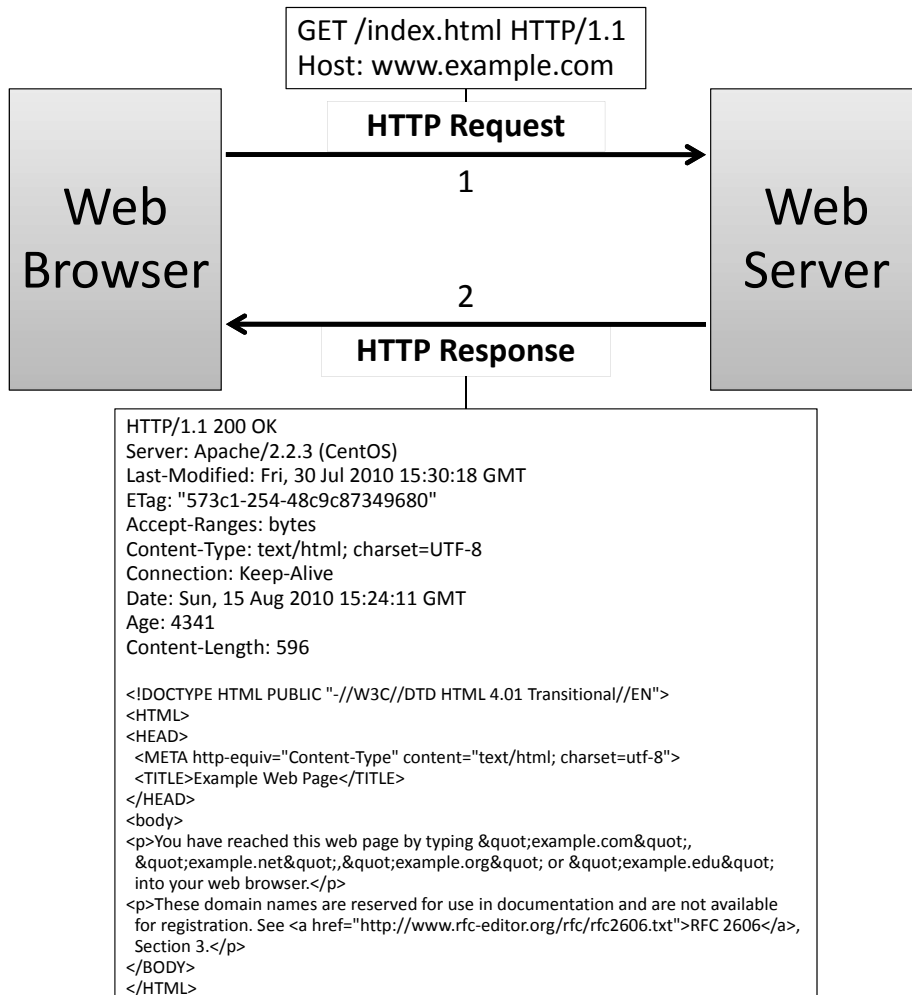 GET /index.html HTTP/1.1
Host: www.example.com
HTTP Request
1
Web
Browser
Web
Server
2
HTTP Response
HTTP/1.1 200 OK
Server: Apache/2.2.3 (CentOS)
Last-Modified: Fri, 30 Jul 2010 15:30:18 GMT
ETag: "573c1-254-48c9c87349680"
Accept-Ranges: bytes
Content-Type: text/html; charset=UTF-8
Connection: Keep-Alive
Date: Sun, 15 Aug 2010 15:24:11 GMT
Age: 4341
Content-Length: 596
<!DOCTYPE HTML PUBLIC "-//W3C//DTD HTML 4.01 Transitional//EN">
<HTML>
<HEAD>
<META http-equiv="Content-Type" content="text/html; charset=utf-8">
<TITLE>Example Web Page</TITLE>
</HEAD>
<body>
<p>You have reached this web page by typing &quot;example.com&quot;,
&quot;example.net&quot;,&quot;example.org&quot; or &quot;example.edu&quot;
into your web browser.</p>
<p>These domain names are reserved for use in documentation and are not available
for registration. See <a href="http://www.rfc-editor.org/rfc/rfc2606.txt">RFC 2606</a>,
Section 3.</p>
</BODY>
</HTML>